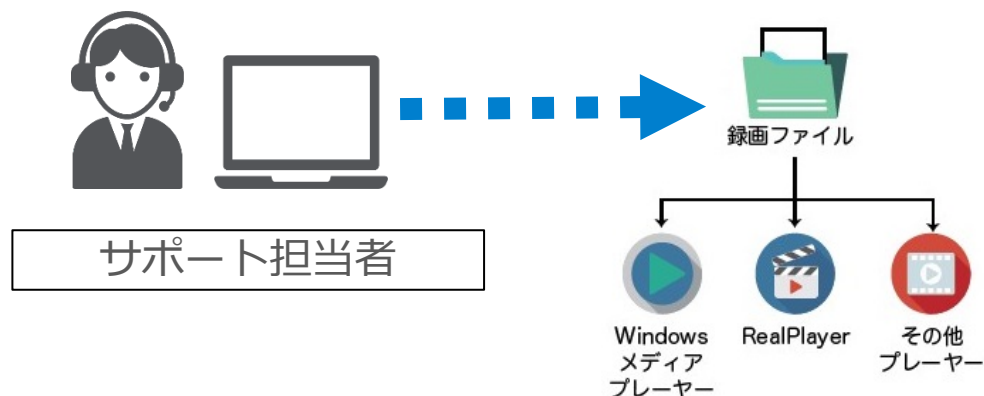 録画ファイル
サポート担当者
Windows
メディア
プレーヤー
RealPlayer
その他
プレーヤー